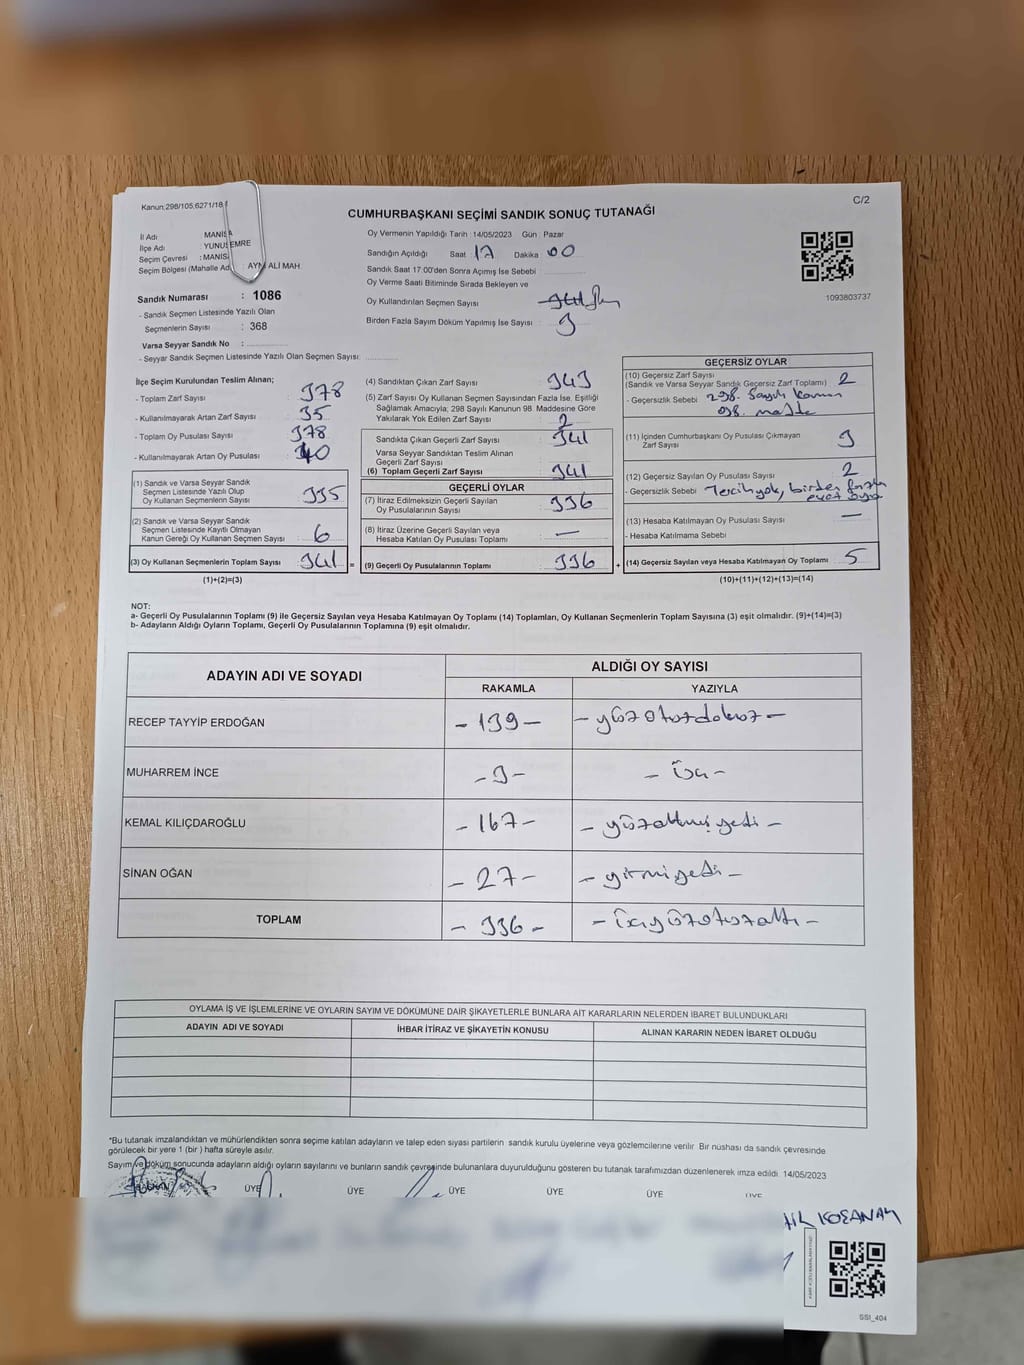 Kanun:298/105,6271/18
C/2
CUMHURBAŞKANI SEÇİMİ SANDIK SONUÇ TUTANAĞI
İl Adı MANİSA
İlçe Adı : YUNUSEMRE
Seçim Çevresi : MANİSA
Seçim Bölgesi (Mahalle Ad AYN ALİ MAH.
Sandık Numarası : 1086
- Sandık Seçmen Listesinde Yazılı Olan
Seçmenlerin Sayısı : 368
Varsa Seyyar Sandık No :
- Seyyar Sandık Seçmen Listesinde Yazılı Olan Seçmen Sayısı:
Oy Vermenin Yapıldığı Tarih : 14/05/2023 Gün : Pazar
Sandığın Açıldığı Saat : 17 Dakika : 00
Sandık Saat 17.00'den Sonra Açımış İse Sebebi
Oy Verme Saati Bitiminde Sırada Bekleyen ve
Oy Kullandırılan Seçmen Sayısı
Birden Fazla Sayım Döküm Yapılmış İse Sayısı : 3
1093803737
İlçe Seçim Kurulundan Teslim Alınan;
- Toplam Zarf Sayısı : 378
- Kullanılmayarak Artan Zarf Sayısı : 35
- Toplam Oy Pusulası Sayısı : 378
- Kullanılmayarak Artan Oy Pusulası : 40
(1) Sandık ve Varsa Seyyar Sandık
Seçmen Listesinde Yazılı Olup
Oy Kullanan Seçmenlerin Sayısı : 335
(2) Sandık ve Varsa Seyyar Sandık
Seçmen Listesinde Kayıtlı Olmayan
Kanun Gereği Oy Kullanan Seçmen Sayısı : 6
(3) Oy Kullanan Seçmenlerin Toplam Sayısı 341 =
(1)+(2)=(3)
(4) Sandıktan Çıkan Zarf Sayısı : 343
(5) Zarf Sayısı Oy Kullanan Seçmen Sayısından Fazla İse, Eşitliği
Sağlamak Amacıyla; 298 Sayılı Kanunun 98. Maddesine Göre
Yakılarak Yok Edilen Zarf Sayısı : 2
Sandıkta Çıkan Geçerli Zarf Sayısı : 341
Varsa Seyyar Sandıktan Teslim Alınan
Geçerli Zarf Sayısı
(6) Toplam Geçerli Zarf Sayısı : 341
GEÇERLİ OYLAR
(7) İtiraz Edilmeksizin Geçerli Sayılan
Oy Pusulalarının Sayısı : 336
(8) İtiraz Üzerine Geçerli Sayılan veya
Hesaba Katılan Oy Pusulası Toplamı : —
(9) Geçerli Oy Pusulalarının Toplamı : 336 +
GEÇERSİZ OYLAR
(10) Geçersiz Zarf Sayısı
(Sandık ve Varsa Seyyar Sandık Geçersiz Zarf Toplamı) : 2
- Geçersizlik Sebebi : 298. Sayılı Kanun
098. madde
(11) İçinden Cumhurbaşkanı Oy Pusulası Çıkmayan
Zarf Sayısı : 3
(12) Geçersiz Sayılan Oy Pusulası Sayısı : 2
- Geçersizlik Sebebi : Tercih yok, birden fazla
evet oyu
(13) Hesaba Katılmayan Oy Pusulası Sayısı : —
- Hesaba Katılmama Sebebi
(14) Geçersiz Sayılan veya Hesaba Katılmayan Oy Toplamı : 5
(10)+(11)+(12)+(13)=(14)
NOT:
a- Geçerli Oy Pusulalarının Toplamı (9) ile Geçersiz Sayılan veya Hesaba Katılmayan Oy Toplamı (14) Toplamları, Oy Kullanan Seçmenlerin Toplam Sayısına (3) eşit olmalıdır. (9)+(14)=(3)
b- Adayların Aldığı Oyların Toplamı, Geçerli Oy Pusulalarının Toplamına (9) eşit olmalıdır.
ADAYIN ADI VE SOYADI
ALDIĞI OY SAYISI
RAKAMLA YAZIYLA
RECEP TAYYİP ERDOĞAN -139- -yüzotuzdokuz-
MUHARREM İNCE -3- -üç-
KEMAL KILIÇDAROĞLU -167- -yüzaltmışyedi-
SİNAN OĞAN -27- -yirmiyedi-
TOPLAM -336- -üçyüzotuzaltı-
OYLAMA İŞ VE İŞLEMLERİNE VE OYLARIN SAYIM VE DÖKÜMÜNE DAİR ŞİKAYETLERLE BUNLARA AİT KARARLARIN NELERDEN İBARET BULUNDUKLARI
ADAYIN ADI VE SOYADI İHBAR İTİRAZ VE ŞİKAYETİN KONUSU ALINAN KARARIN NEDEN İBARET OLDUĞU
*Bu tutanak imzalandıktan ve mühürlendikten sonra seçime katılan adayların ve talep eden siyasi partilerin sandık kurulu üyelerine veya gözlemcilerine verilir Bir nüshası da sandık çevresinde
görülecek bir yere 1 (bir ) hafta süreyle asılır.
Sayım ve döküm sonucunda adayların aldığı oyların sayılarını ve bunların sandık çevresinde bulunanlara duyurulduğunu gösteren bu tutanak tarafımızdan düzenlenerek imza edildi. 14/05/2023
BAŞKAN ÜYE ÜYE ÜYE ÜYE ÜYE ÜYE
SSI_404